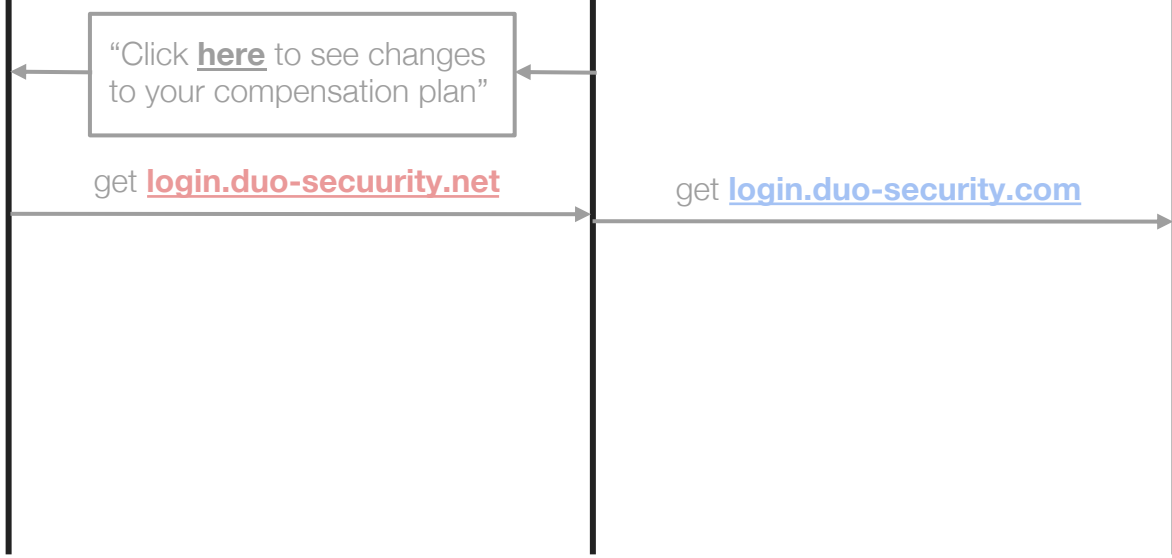 “Click here to see changes
to your compensation plan”
get login.duo-secuurity.net
get login.duo-security.com